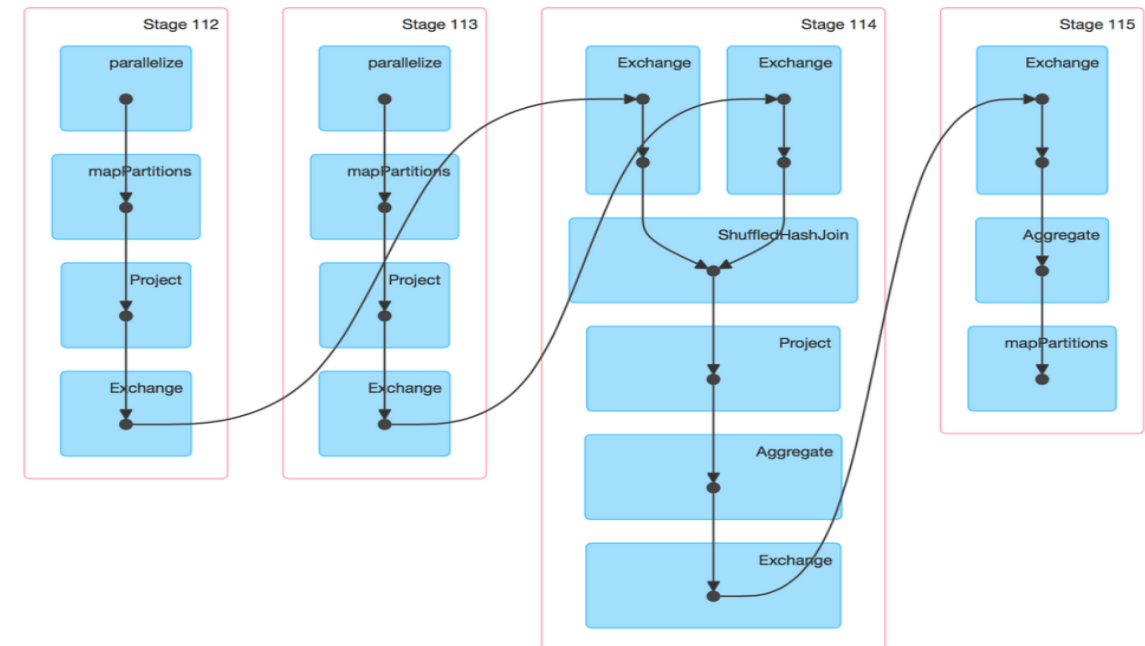 Stage 112
parallelize
mapPartitions
Project
Exchange
Stage 113
parallelize
mapPartitions
Project
Exchange
Stage 114
Exchange
Exchange
ShuffledHashJoin
Project
Aggregate
Exchange
Stage 115
Exchange
Aggregate
mapPartitions